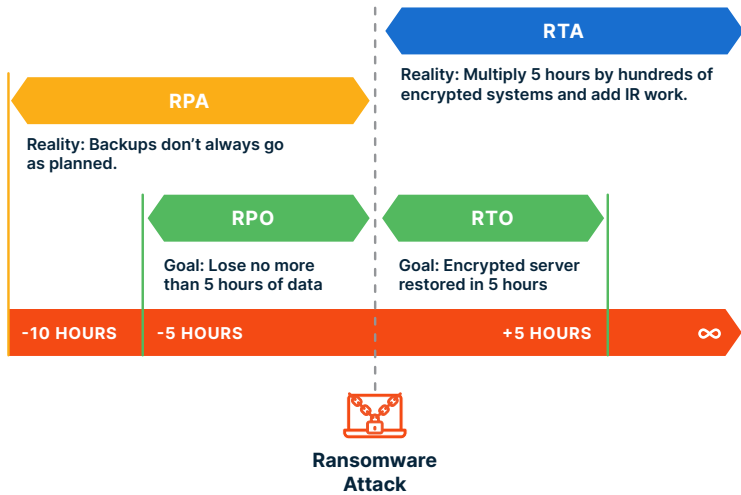 RTA
Reality: Multiply 5 hours by hundreds of
encrypted systems and add IR work.
RPA
Reality: Backups don’t always go
as planned.
RPO
RTO
Goal: Lose no more
than 5 hours of data
Goal: Encrypted server
restored in 5 hours
-10 HOURS
-5 HOURS
+5 HOURS
∞
Ransomware
Attack